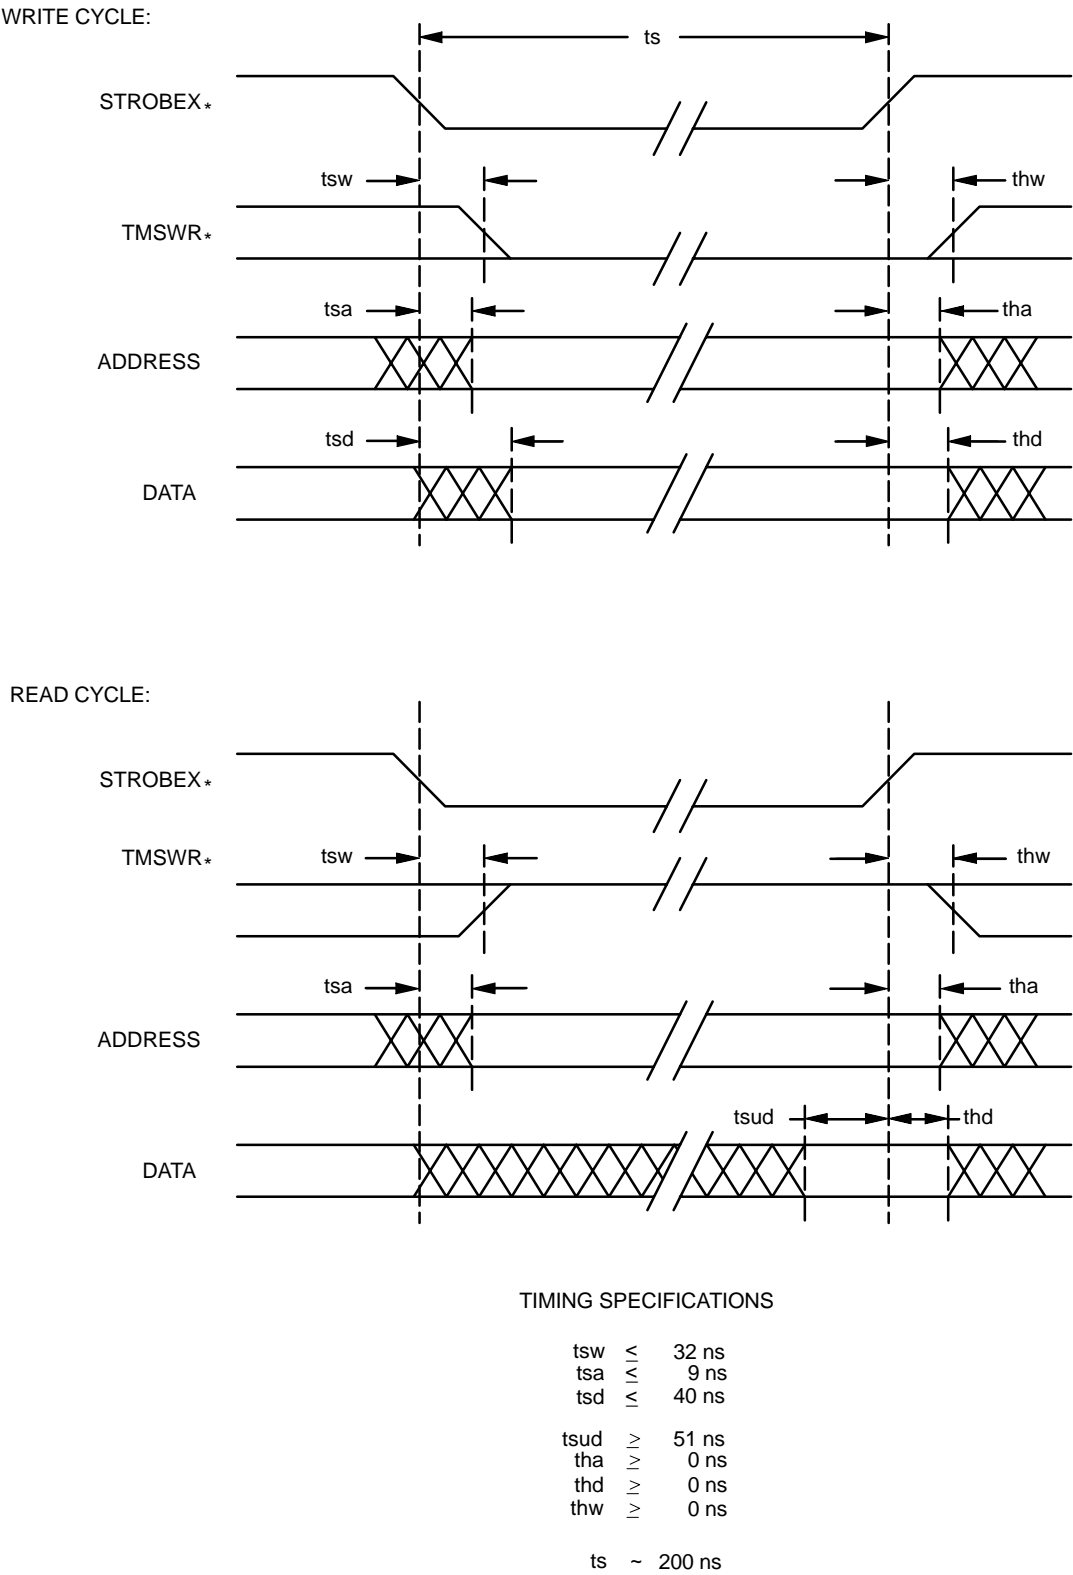 WRITE CYCLE:
ts
STROBEX*
tsw
thw
TMSWR*
tsa
tha
ADDRESS
tsd
thd
DATA
READ CYCLE:
STROBEX*
TMSWR*
tsw
thw
tsa
tha
ADDRESS
tsud
thd
DATA
TIMING SPECIFICATIONS
tsw ≤ 32 ns
tsa ≤ 9 ns
tsd ≤ 40 ns
tsud ≥ 51 ns
tha ≥ 0 ns
thd ≥ 0 ns
thw ≥ 0 ns
ts ~ 200 ns